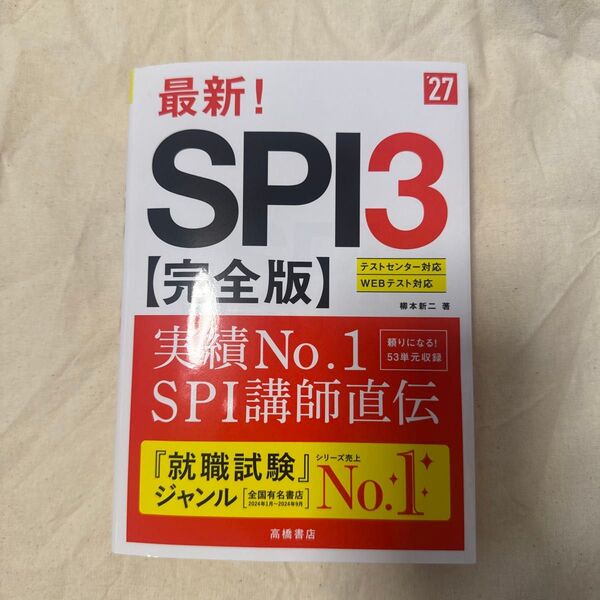 '27
最新!
SPI3
【完全版】
テストセンター対応
WEBテスト対応
柳本新二 著
実績No.1
SPI講師直伝
頼りになる!
53単元収録
『就職試験』
ジャンル
全国有名書店
2024年1月~2024年9月
シリーズ売上
No.1
高橋書店